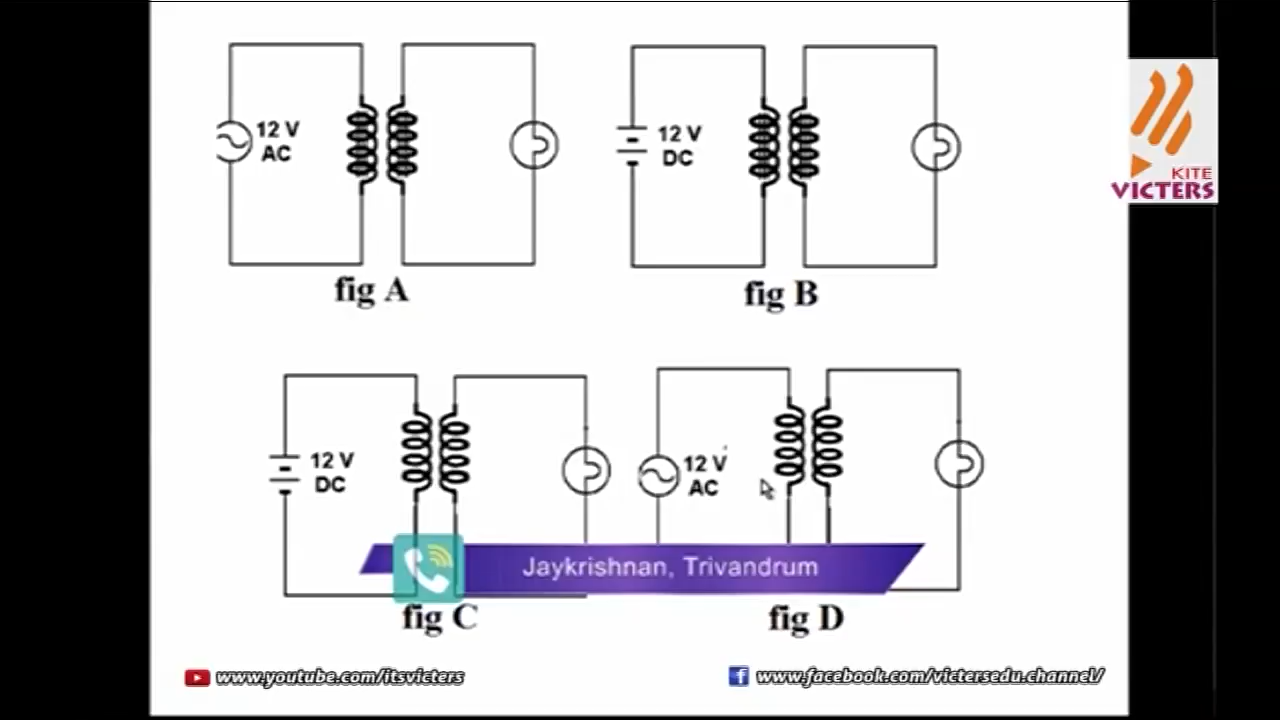 12 V
AC
fig A
12 V
DC
fig B
KITE
VICTERS
12 V
DC
fig C
12 V
AC
fig D
Jaykrishnan, Trivandrum
www.youtube.com/itsvicters
www.facebook.com/victersedu.channel/